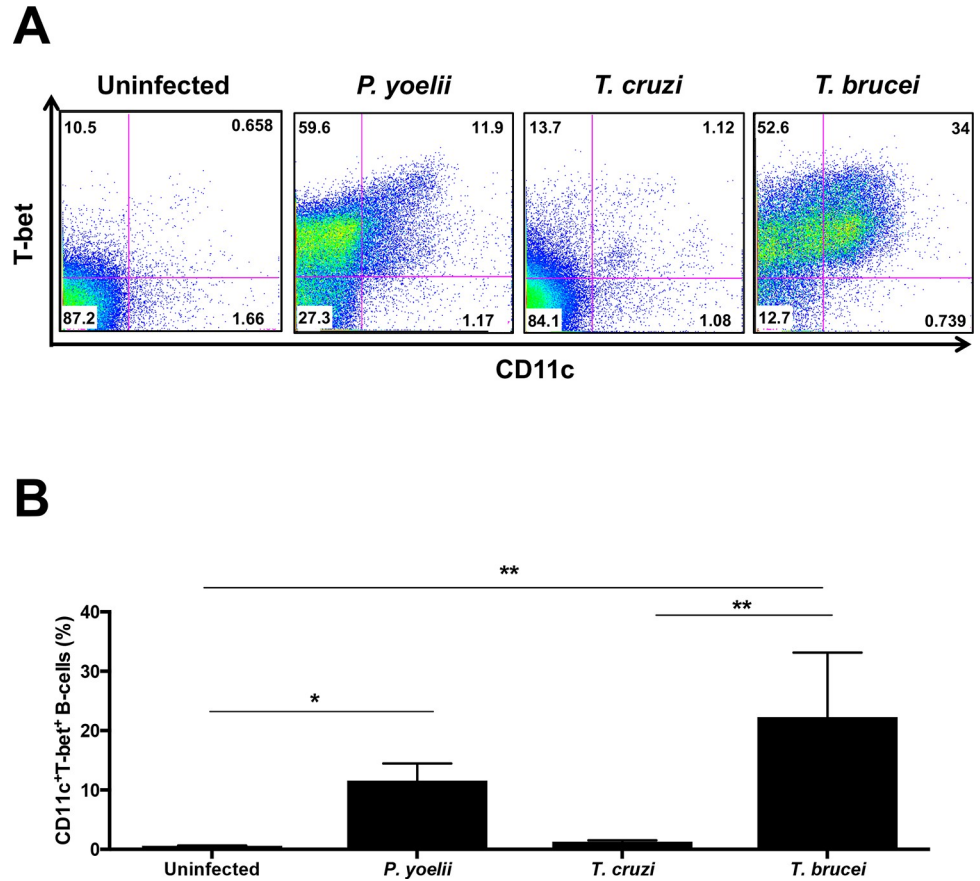 A
Uninfected
P. yoelii
T. cruzi
T. brucei
10.5 0.658
59.6 11.9
13.7 1.12
52.6 34
T-bet
87.2 1.66
27.3 1.17
84.1 1.08
12.7 0.739
CD11c
B
**
**
*
CD11c+T-bet+ B-cells (%)
40
30
20
10
0
Uninfected
P. yoelii
T. cruzi
T. brucei